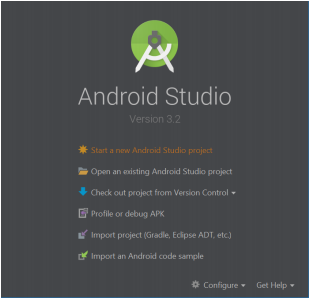 Android Studio
Version 3.2
Start a new Android Studio project
Open an existing Android Studio project
Check out project from Version Control
Profile or debug APK
Import project (Gradle, Eclipse ADT, etc.)
Import an Android code sample
Configure Get Help